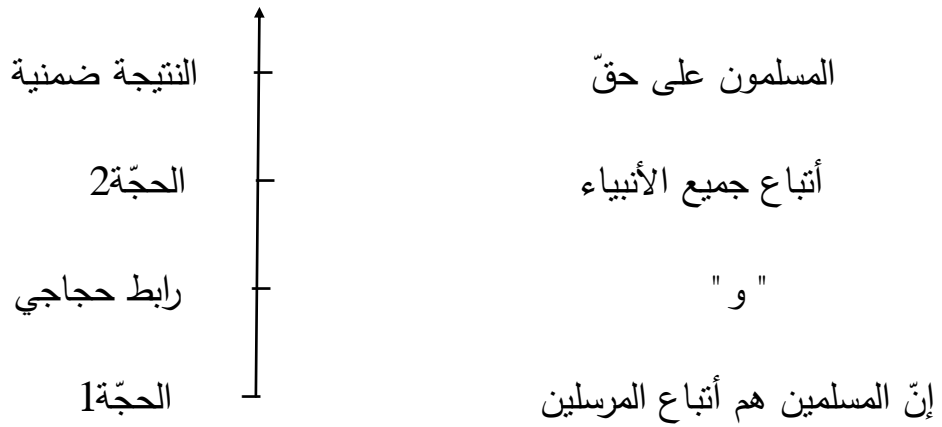 المسلمون على حقّ النتيجة ضمنية
أتباع جميع الأنبياء الحجّة2
" و " رابط حجاجي
إنّ المسلمين هم أتباع المرسلين الحجّة1